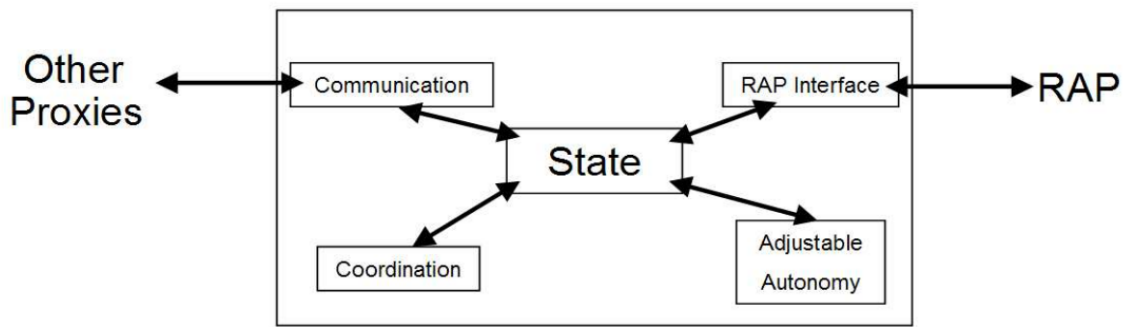 Other
Proxies
Communication
RAP Interface
RAP
State
Coordination
Adjustable
Autonomy